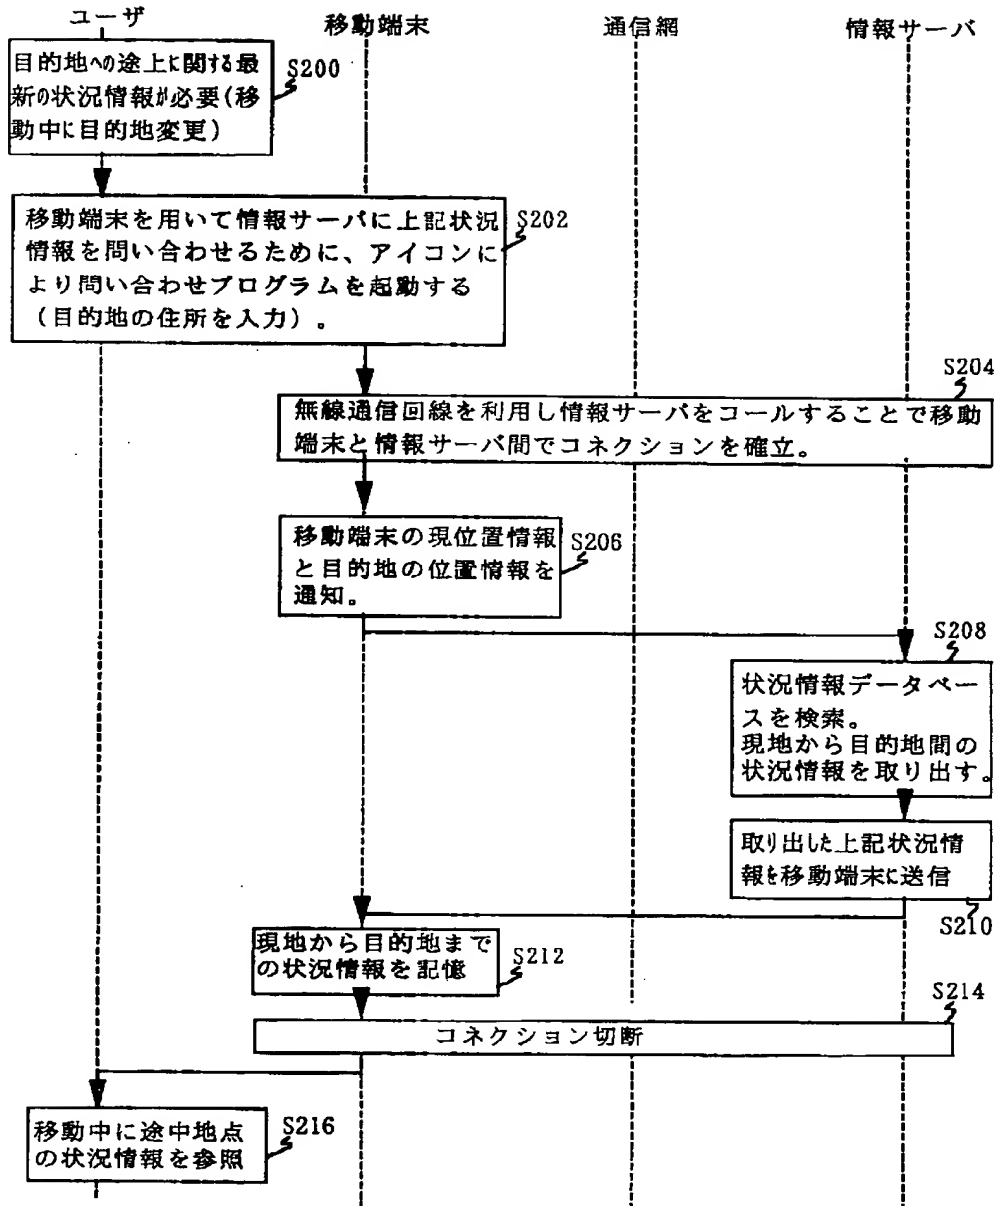 ユーザ
移動端末
通信網
情報サーバ
目的地への途上に関する最
新の状況情報が必要(移
動中に目的地変更)
S200
移動端末を用いて情報サーバに上記状況
情報を問い合わせるために、アイコンに
より問い合わせプログラムを起動する
(目的地の住所を入力)。
S202
S204
無線通信回線を利用し情報サーバをコールすることで移動
端末と情報サーバ間でコネクションを確立。
移動端末の現位置情報
と目的地の位置情報を
通知。
S206
S208
状況情報データベー
スを検索。
現地から目的地間の
状況情報を取り出す。
取り出した上記状況情
報を移動端末に送信
S210
現地から目的地まで
の状況情報を記憶
S212
S214
コネクション切断
移動中に途中地点
の状況情報を参照
S216